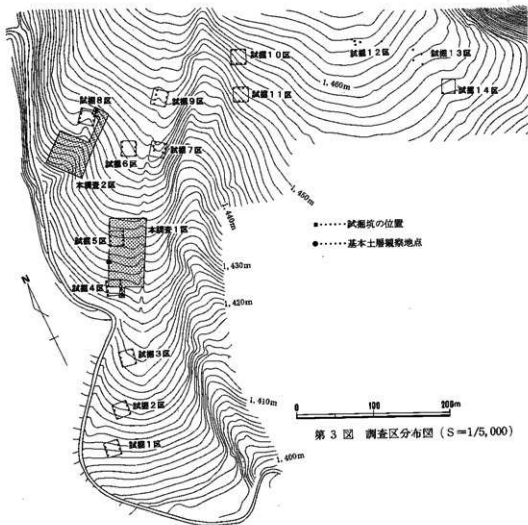 試掘10区
試掘12区
試掘13区
1,460m
試掘14区
試掘8区
試掘9区
試掘11区
試掘6区
試掘7区
本調査2区
1,450m
1,440m
試掘5区
本調査1区
■……試掘坑の位置
●……基本土層観察地点
1,430m
試掘4区
1,420m
N
試掘3区
試掘2区
1,410m
0 100 200m
第3図 調査区分布図(S=1/5,000)
試掘1区
1,400m